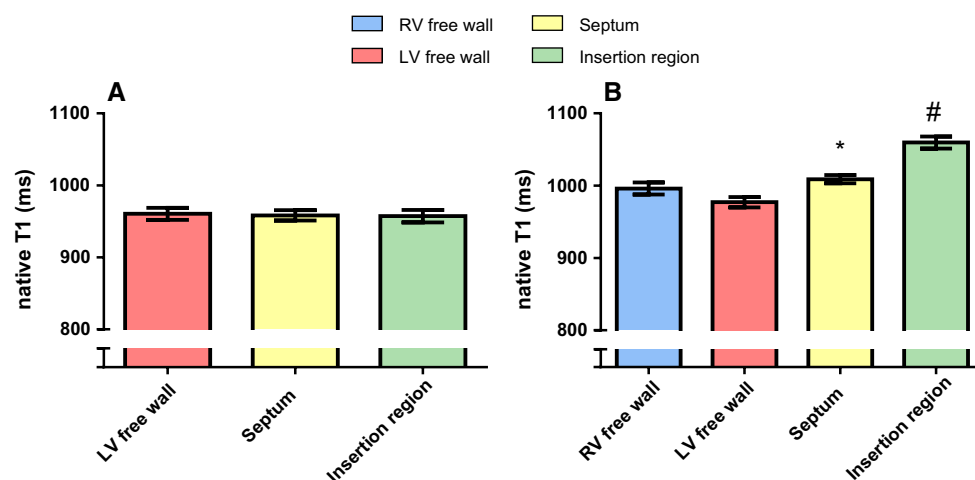 RV free wall
Septum
LV free wall
Insertion region
A
1100
1000
900
800
native T1 (ms)
LV free wall
Septum
Insertion region
B
1100
1000
900
800
native T1 (ms)
*
#
RV free wall
LV free wall
Septum
Insertion region